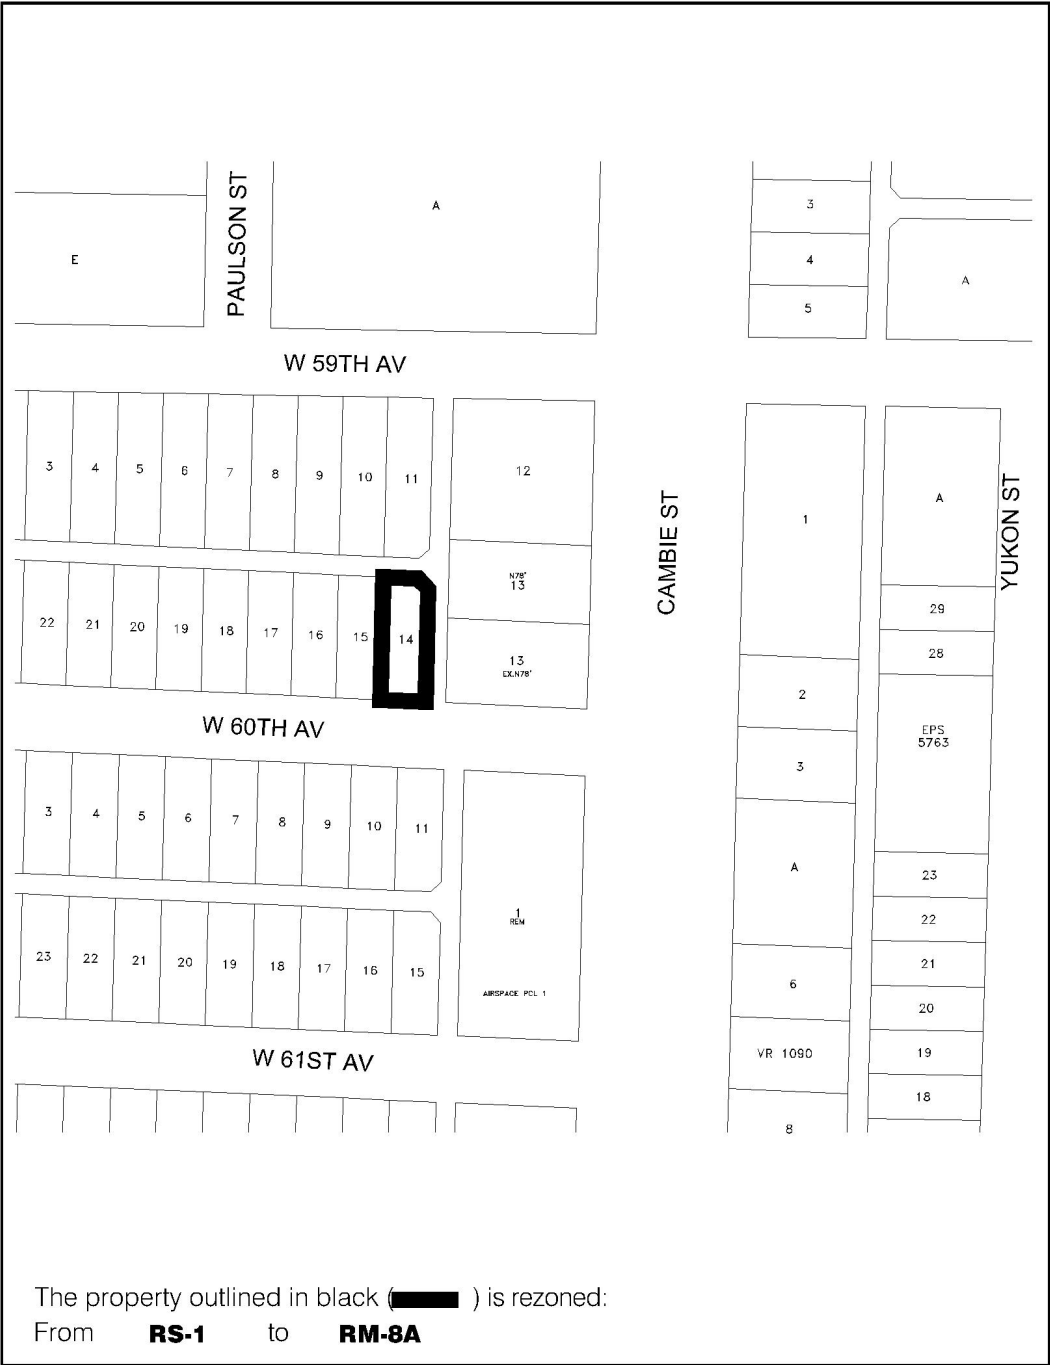 PAULSON ST
E
A
3
4
5
A
W 59TH AV
3 4 5 6 7 8 9 10 11
12
N78'
13
13
EX.N78'
22 21 20 19 18 17 16 15 14
CAMBIE ST
1
A
YUKON ST
29
28
2
3
EPS
5763
W 60TH AV
3 4 5 6 7 8 9 10 11
1
REM
AIRSPACE PCL 1
23 22 21 20 19 18 17 16 15
A
6
VR 1090
8
23
22
21
20
19
18
W 61ST AV
The property outlined in black ( ) is rezoned:
From RS-1 to RM-8A